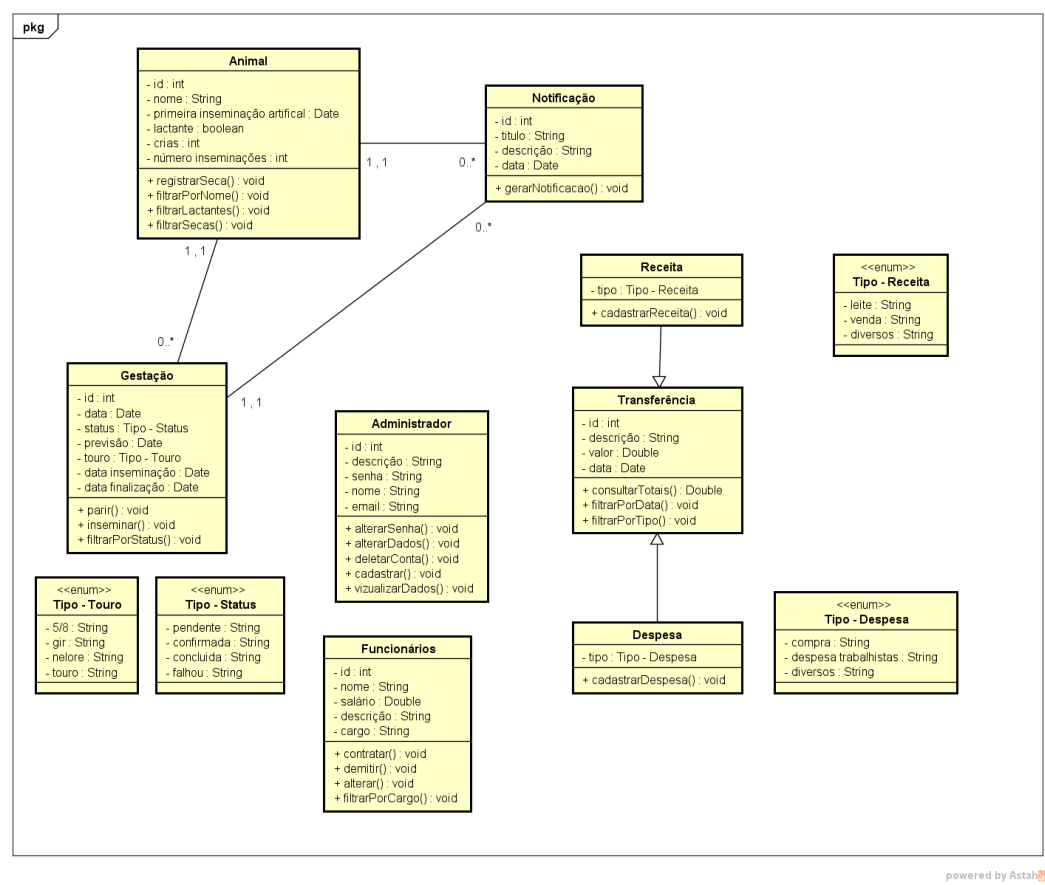 pkg
Animal
- id : int
- nome : String
- primeira inseminação artifical : Date
- lactante : boolean
- crias : int
- número inseminações : int
+ registrarSeca() : void
+ filtrarPorNome() : void
+ filtrarLactantes() : void
+ filtrarSecas() : void
Notificação
- id : int
- titulo : String
- descrição : String
- data : Date
+ gerarNotificacao() : void
1 , 1
0..*
0..*
1 , 1
0..*
1 , 1
Receita
- tipo : Tipo - Receita
+ cadastrarReceita() : void
<<enum>>
Tipo - Receita
- leite : String
- venda : String
- diversos : String
Gestação
- id : int
- data : Date
- status : Tipo - Status
- previsão : Date
- touro : Tipo - Touro
- data inseminação : Date
- data finalização : Date
+ parir() : void
+ inseminar() : void
+ filtrarPorStatus() : void
Administrador
- id : int
- descrição : String
- senha : String
- nome : String
- email : String
+ alterarSenha() : void
+ alterarDados() : void
+ deletarConta() : void
+ cadastrar() : void
+ vizualizarDados() : void
Transferência
- id : int
- descrição : String
- valor : Double
- data : Date
+ consultarTotais() : Double
+ filtrarPorData() : void
+ filtrarPorTipo() : void
<<enum>>
Tipo - Touro
- 5/8 : String
- gir : String
- nelore : String
- touro : String
<<enum>>
Tipo - Status
- pendente : String
- confirmada : String
- concluida : String
- falhou : String
Funcionários
- id : int
- nome : String
- salário : Double
- descrição : String
- cargo : String
+ contratar() : void
+ demitir() : void
+ alterar() : void
+ filtrarPorCargo() : void
Despesa
- tipo : Tipo - Despesa
+ cadastrarDespesa() : void
<<enum>>
Tipo - Despesa
- compra : String
- despesa trabalhistas : String
- diversos : String
powered by Astah